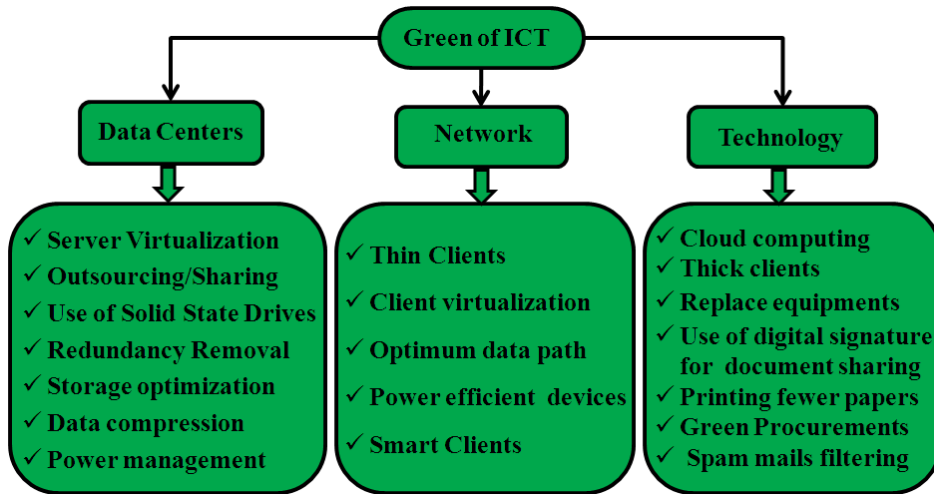 Green of ICT
Data Centers
Network
Technology
✓ Server Virtualization
✓ Outsourcing/Sharing
✓ Use of Solid State Drives
✓ Redundancy Removal
✓ Storage optimization
✓ Data compression
✓ Power management
✓ Thin Clients
✓ Client virtualization
✓ Optimum data path
✓ Power efficient devices
✓ Smart Clients
✓ Cloud computing
✓ Thick clients
✓ Replace equipments
✓ Use of digital signature
for document sharing
✓ Printing fewer papers
✓ Green Procurements
✓ Spam mails filtering